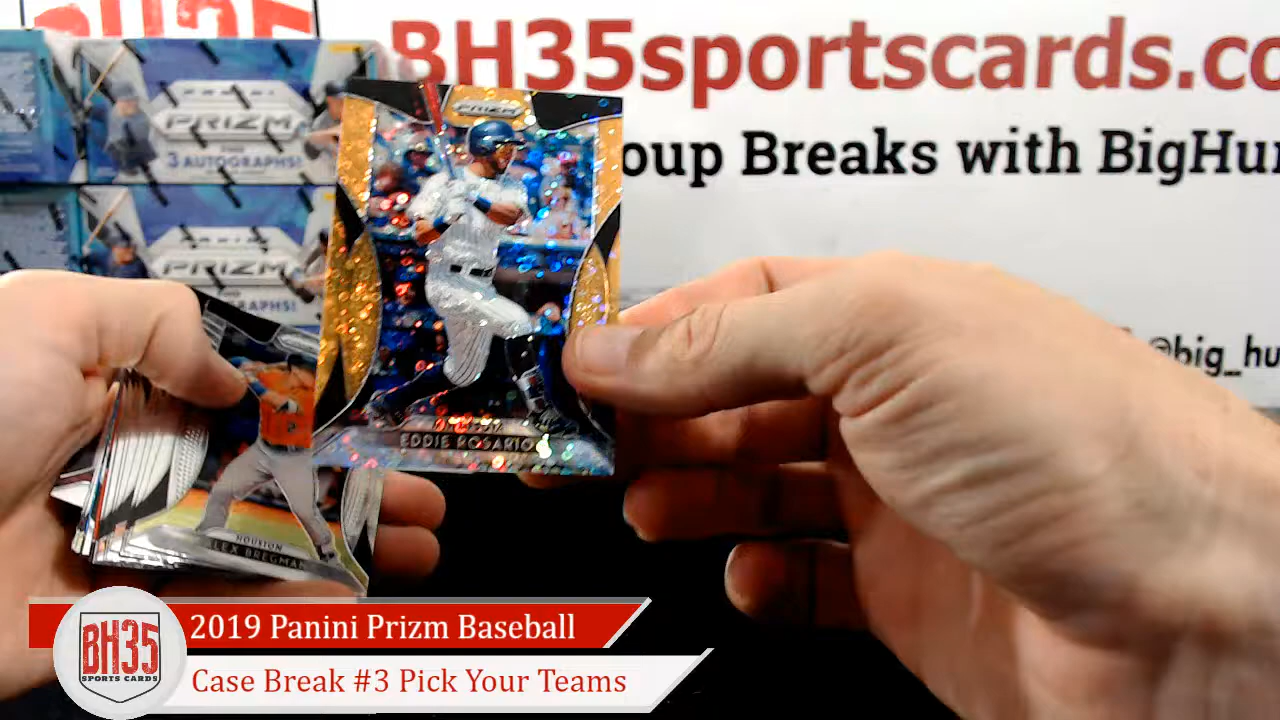 BH35sportscards.co
oup Breaks with BigHu
@big_hu
PRIZM
3 AUTOGRAPHS!
PRIZM
RAPHS!
PRIZM
EDDIE ROSARIO
HOUSTON
LEX BREGMAN
BH35
SPORTS CARDS
2019 Panini Prizm Baseball
Case Break #3 Pick Your Teams